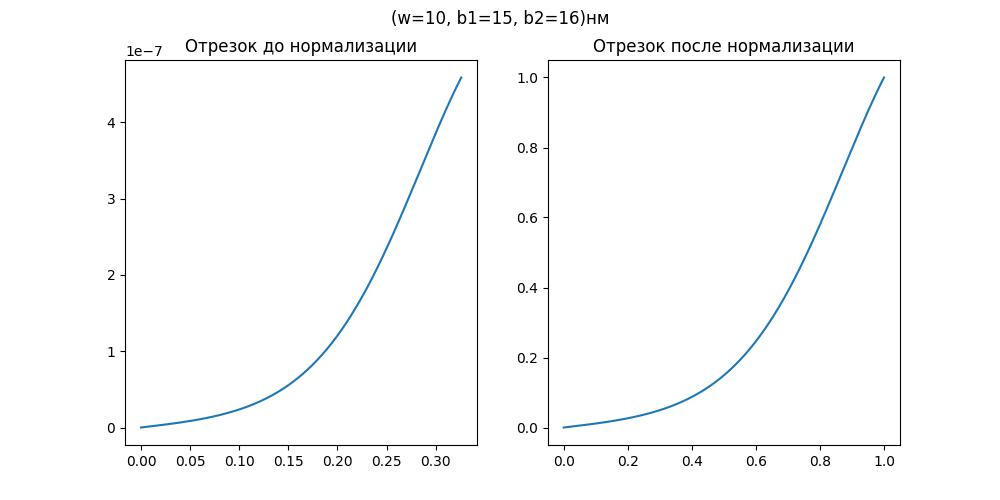 (w=10, b1=15, b2=16)нм
1e−7
Отрезок до нормализации
4
3
2
1
0
0.00 0.05 0.10 0.15 0.20 0.25 0.30
Отрезок после нормализации
1.0
0.8
0.6
0.4
0.2
0.0
0.0 0.2 0.4 0.6 0.8 1.0